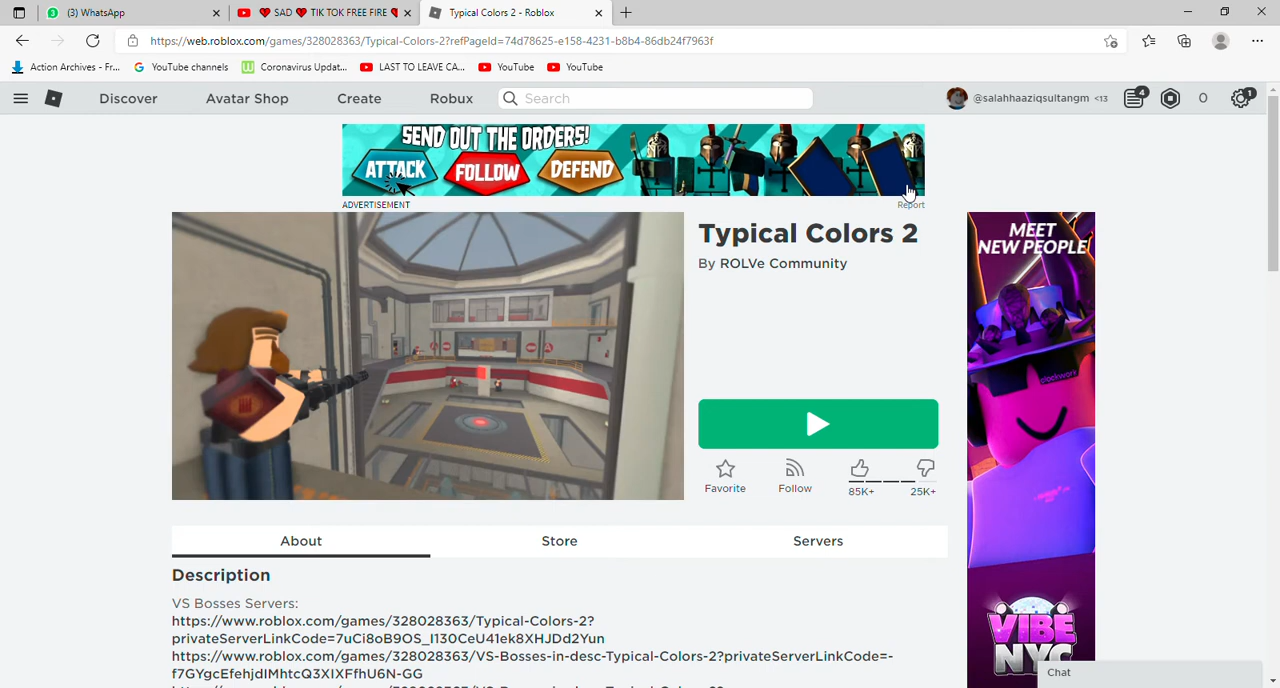 (3) WhatsApp
❤ SAD ❤ TIK TOK FREE FIRE
Typical Colors 2 - Roblox
https://web.roblox.com/games/328028363/Typical-Colors-2?refPageId=74d78625-e158-4231-b8b4-86db24f7963f
Action Archives - Fr...
YouTube channels
Coronavirus Updat...
LAST TO LEAVE CA...
YouTube
YouTube
Discover
Avatar Shop
Create
Robux
Search
@salahhaaziqsultangm <13
4
0
1
SEND OUT THE ORDERS!
ATTACK
FOLLOW
DEFEND
ADVERTISEMENT
Report
Typical Colors 2
By ROLVe Community
Favorite
Follow
85K+
25K+
MEET
NEW PEOPLE
clockwork
VIBE
NYC
About
Store
Servers
Description
VS Bosses Servers:
https://www.roblox.com/games/328028363/Typical-Colors-2?
privateServerLinkCode=7uCi8oB9OS_I13OCeU41ek8XHJDd2Yun
https://www.roblox.com/games/328028363/VS-Bosses-in-desc-Typical-Colors-2?privateServerLinkCode=-
f7GYgcEfehjdIMhtcQ3XIXFfhU6N-GG
Chat